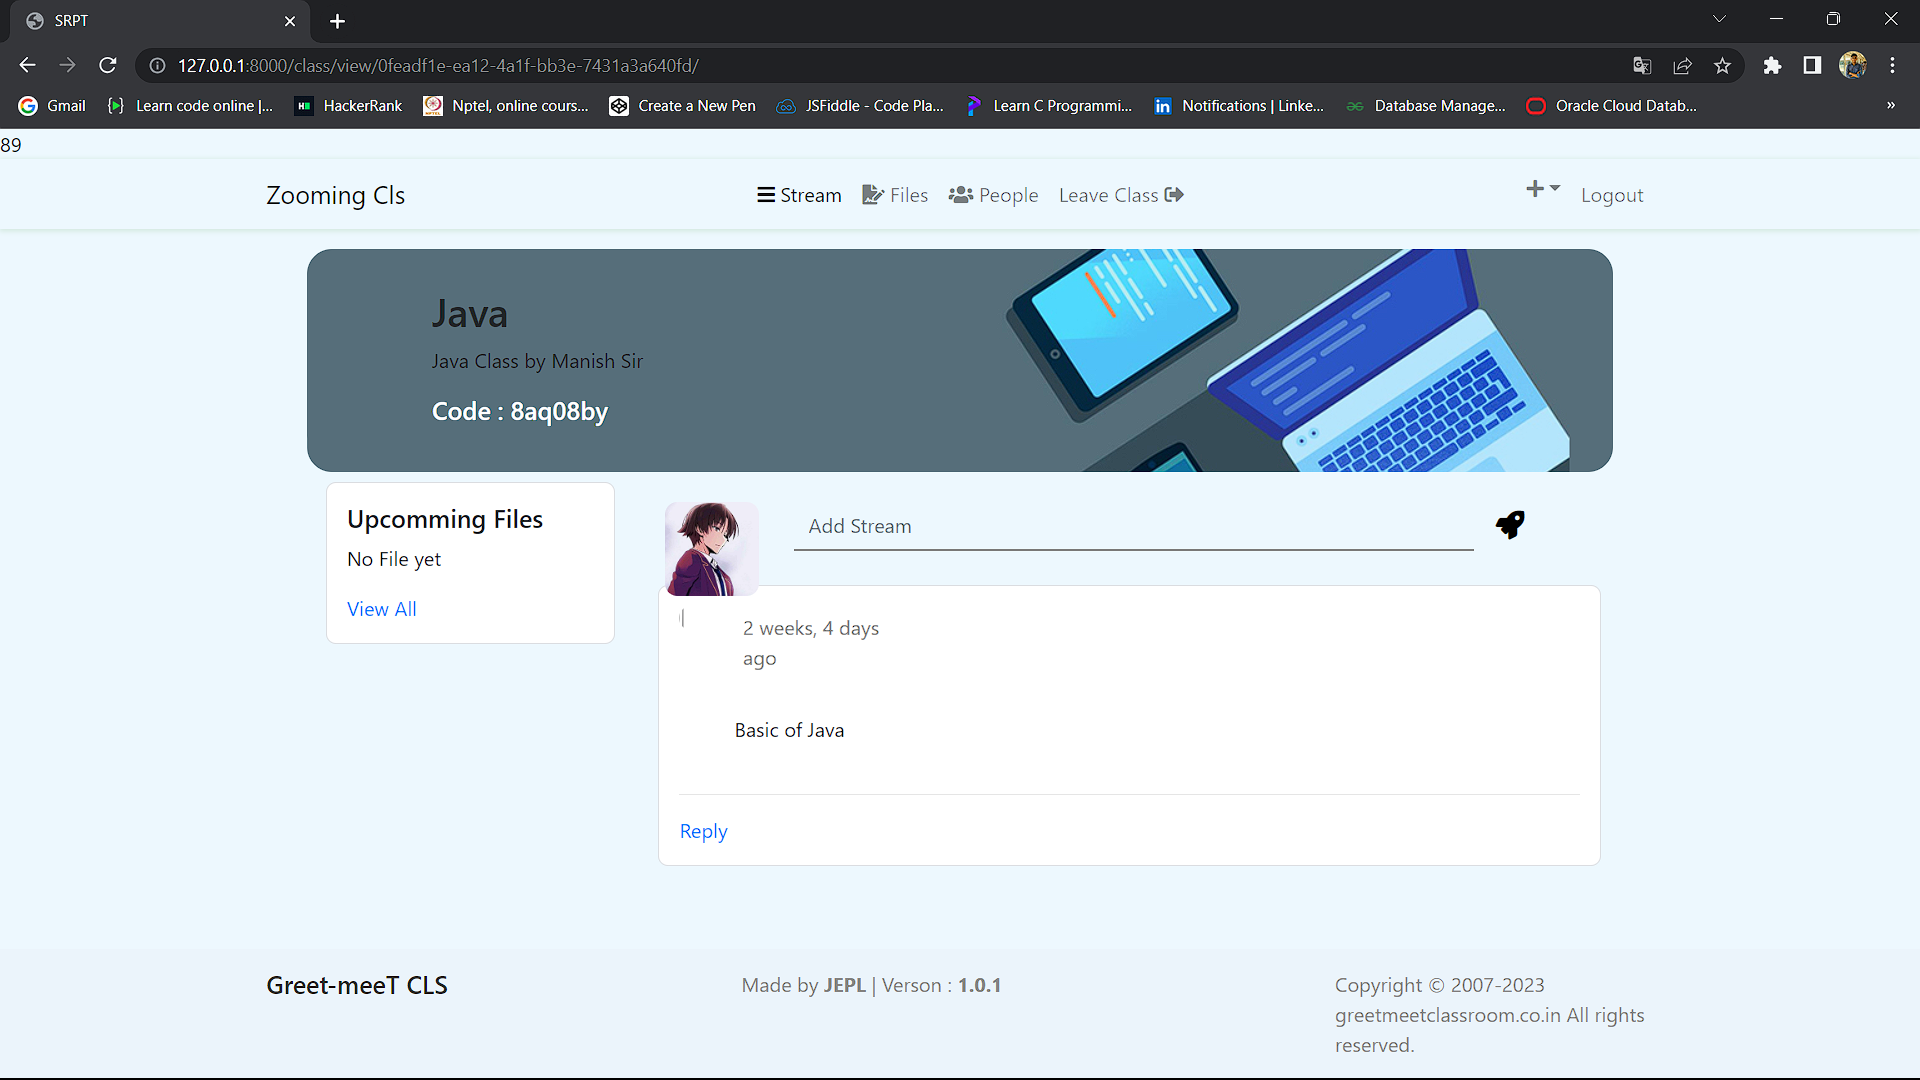 SRPT
127.0.0.1:8000/class/view/0feadf1e-ea12-4a1f-bb3e-7431a3a640fd/
Gmail
Learn code online |...
HackerRank
Nptel, online cours...
Create a New Pen
JSFiddle - Code Pla...
Learn C Programmi...
Notifications | Linke...
Database Manage...
Oracle Cloud Datab...
»
89
Zooming Cls
Stream
Files
People
Leave Class
Logout
Java
Java Class by Manish Sir
Code : 8aq08by
Upcomming Files
No File yet
View All
Add Stream
2 weeks, 4 days
ago
Basic of Java
Reply
Greet-meeT CLS
Made by JEPL | Verson : 1.0.1
Copyright © 2007-2023
greetmeetclassroom.co.in All rights
reserved.